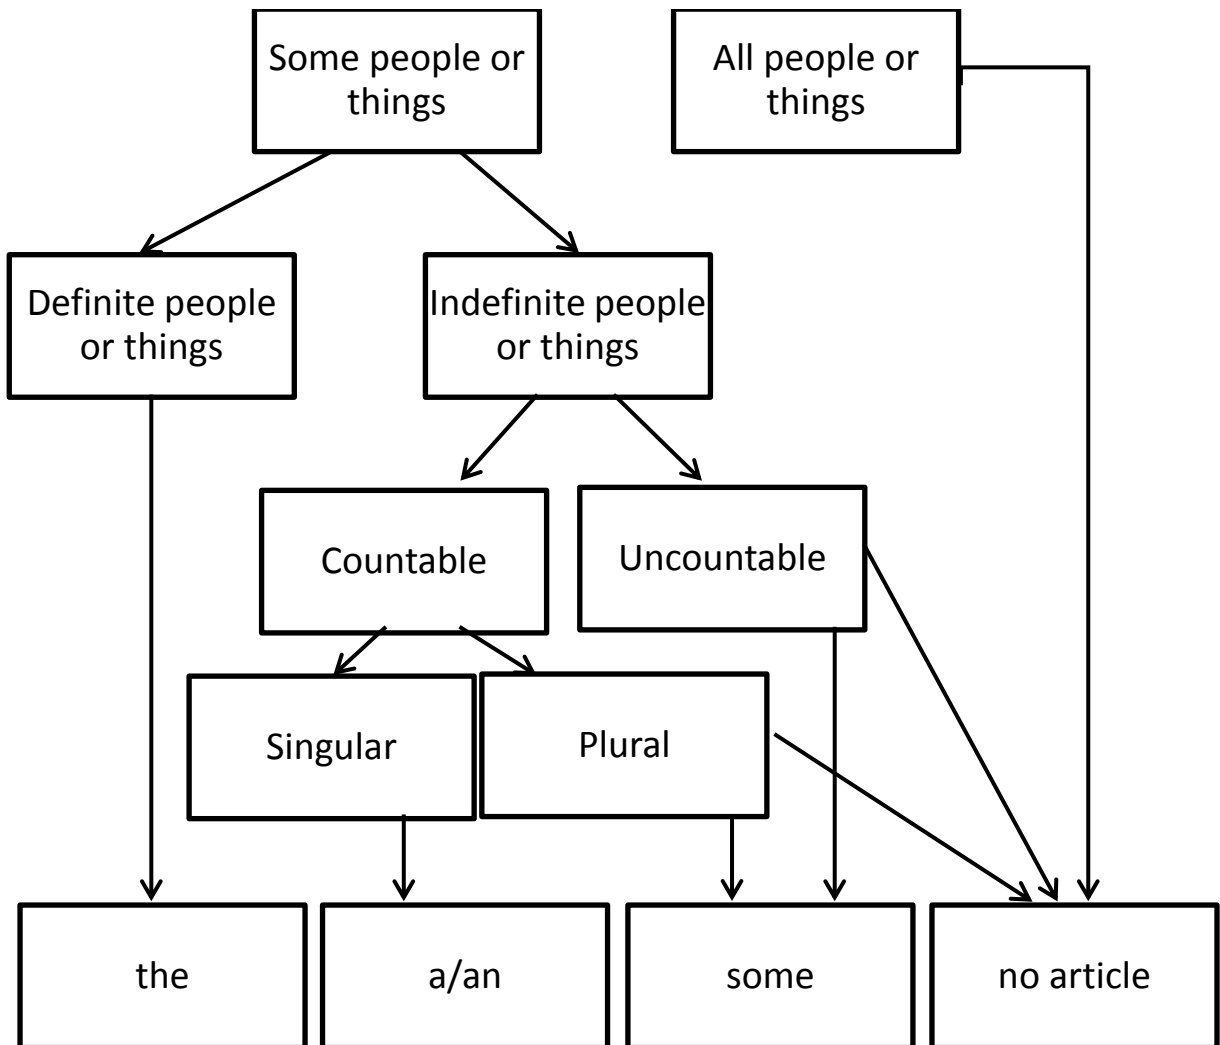 Some people or
things
All people or
things
Definite people
or things
Indefinite people
or things
Countable
Uncountable
Singular
Plural
the
a/an
some
no article